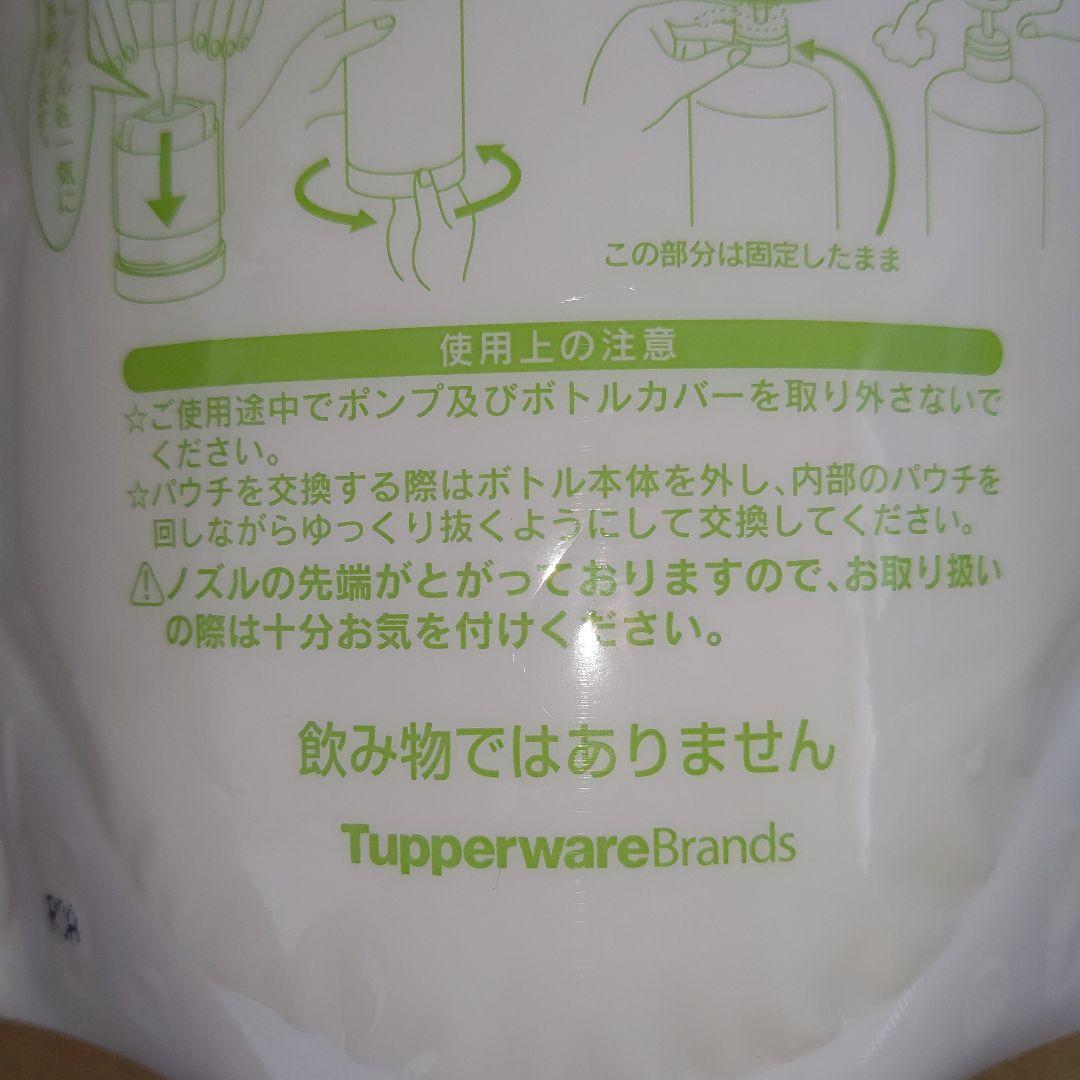 ノズルを一気に
この部分は固定したまま
使用上の注意
☆ご使用途中でポンプ及びボトルカバーを取り外さないで
ください。
☆パウチを交換する際はボトル本体を外し、内部のパウチを
回しながらゆっくり抜くようにして交換してください。
⚠ノズルの先端がとがっておりますので、お取り扱い
の際は十分お気を付けください。
飲み物ではありません
TupperwareBrands